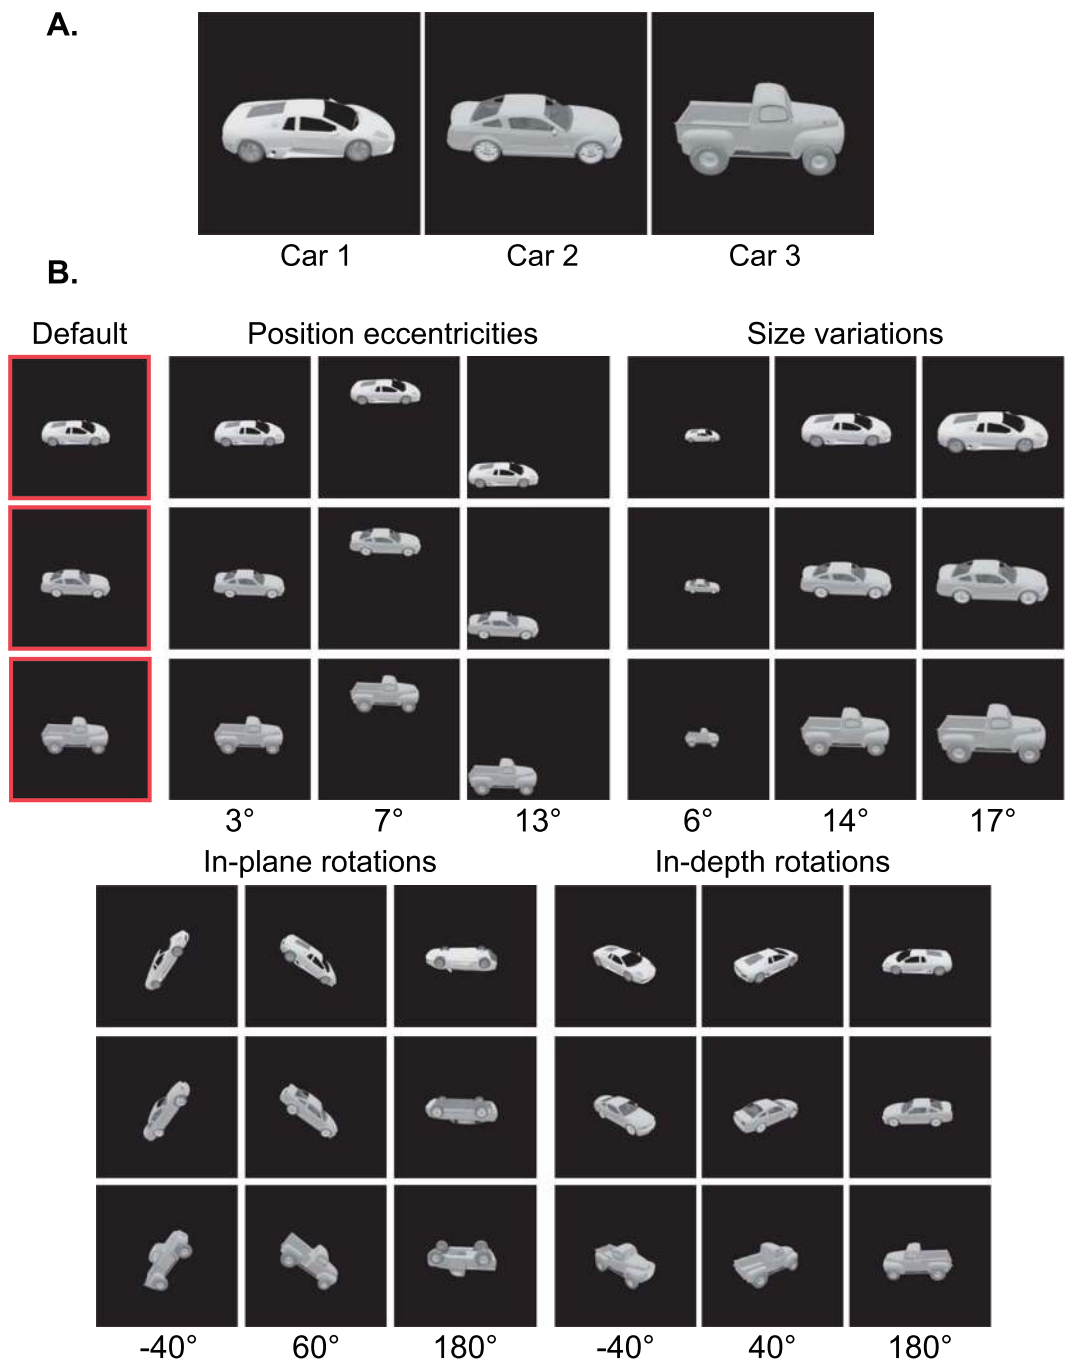 A.
Car 1 Car 2 Car 3
B.
Default Position eccentricities Size variations
3° 7° 13° 6° 14° 17°
In-plane rotations In-depth rotations
-40° 60° 180° -40° 40° 180°